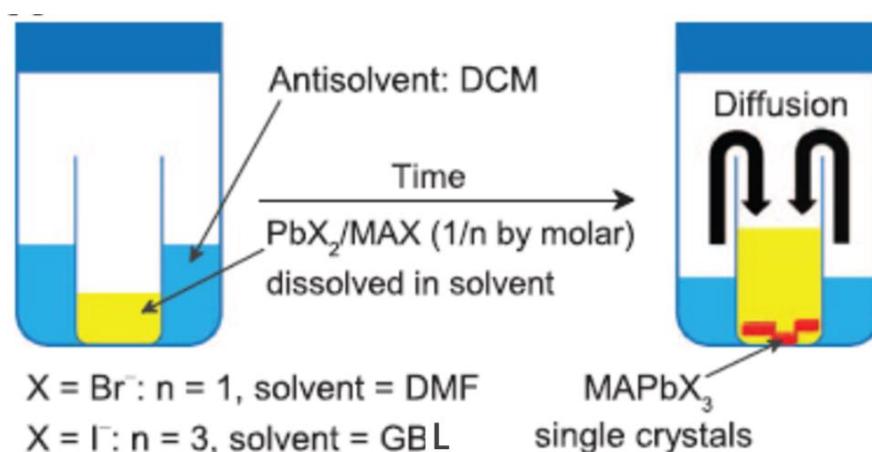 Antisolvent: DCM
Diffusion
Time
PbX₂/MAX (1/n by molar)
dissolved in solvent
X = Br⁻: n = 1, solvent = DMF
X = I⁻: n = 3, solvent = GBL
MAPbX₃
single crystals